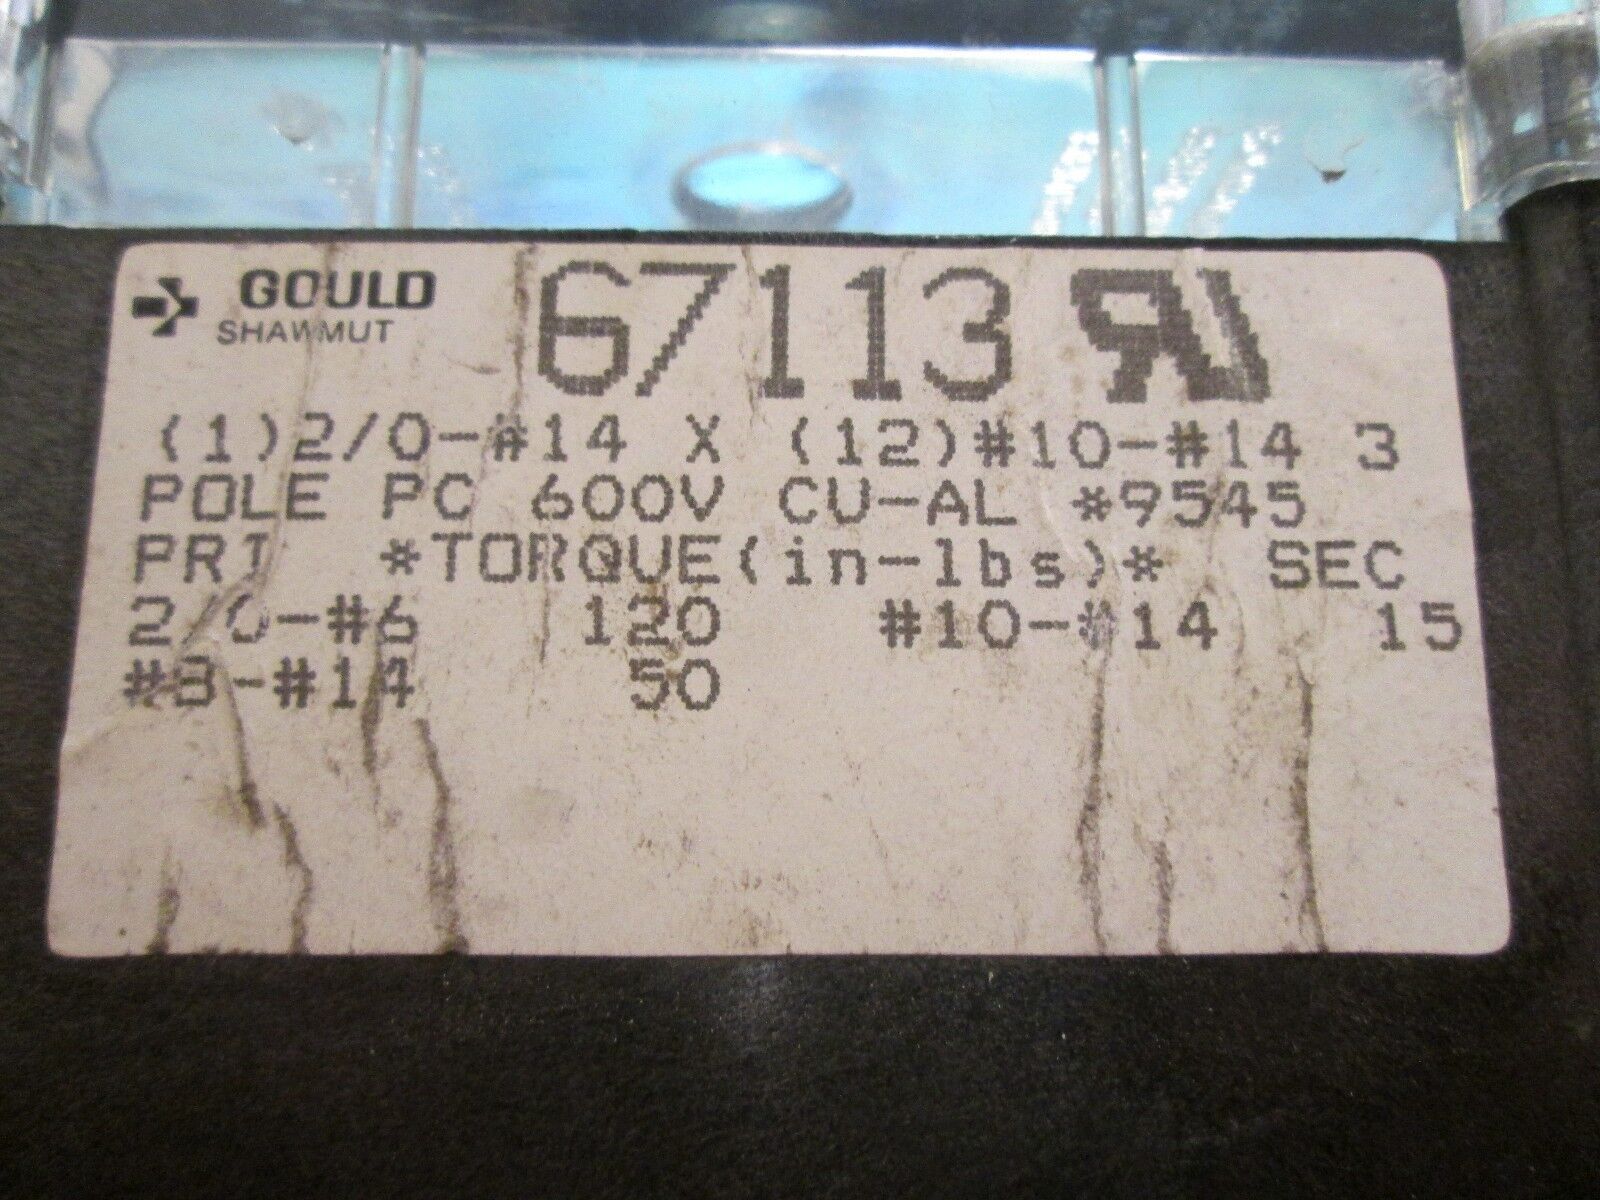 GOULD
SHAWMUT
67113 RU
(1)2/0-#14 X (12)#10-#14 3
POLE PC 600V CU-AL *9545
PRI *TORQUE(in-lbs)* SEC
2/0-#6 120 #10-#14 15
#8-#14 50